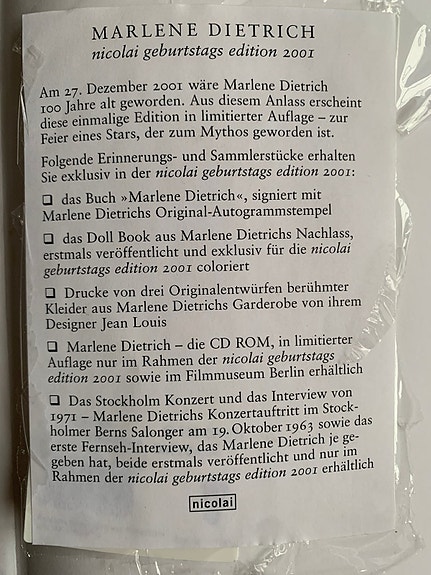 MARLENE DIETRICH
nicolai geburtstags edition 2001
Am 27. Dezember 2001 wäre Marlene Dietrich
100 Jahre alt geworden. Aus diesem Anlass erscheint
diese einmalige Edition in limitierter Auflage – zur
Feier eines Stars, der zum Mythos geworden ist.
Folgende Erinnerungs- und Sammlerstücke erhalten
Sie exklusiv in der nicolai geburtstags edition 2001:
❏ das Buch »Marlene Dietrich«, signiert mit
Marlene Dietrichs Original-Autogrammstempel
❏ das Doll Book aus Marlene Dietrichs Nachlass,
erstmals veröffentlicht und exklusiv für die nicolai
geburtstags edition 2001 coloriert
❏ Drucke von drei Originalentwürfen berühmter
Kleider aus Marlene Dietrichs Garderobe von ihrem
Designer Jean Louis
❏ Marlene Dietrich – die CD ROM, in limitierter
Auflage nur im Rahmen der nicolai geburtstags
edition 2001 sowie im Filmmuseum Berlin erhältlich
❏ Das Stockholm Konzert und das Interview von
1971 – Marlene Dietrichs Konzertauftritt im Stock-
holmer Berns Salonger am 19. Oktober 1963 sowie das
erste Fernseh-Interview, das Marlene Dietrich je ge-
geben hat, beide erstmals veröffentlicht und nur im
Rahmen der nicolai geburtstags edition 2001 erhältlich
nicolai